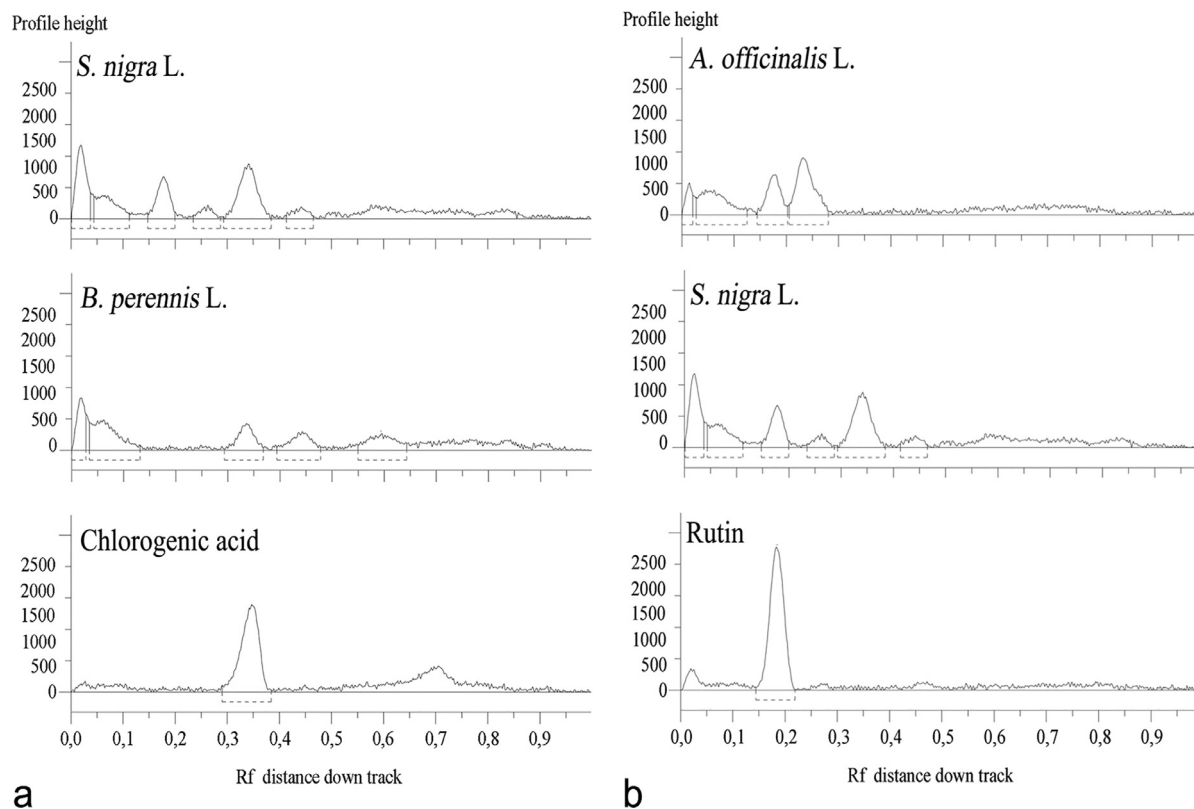 Profile height
S. nigra L.
2500
2000
1500
1000
500
0
B. perennis L.
2500
2000
1500
1000
500
0
Chlorogenic acid
2500
2000
1500
1000
500
0
0,0 0,1 0,2 0,3 0,4 0,5 0,6 0,7 0,8 0,9
Rf distance down track
a
Profile height
A. officinalis L.
2500
2000
1500
1000
500
0
S. nigra L.
2500
2000
1500
1000
500
0
Rutin
2500
2000
1500
1000
500
0
0,0 0,1 0,2 0,3 0,4 0,5 0,6 0,7 0,8 0,9
Rf distance down track
b